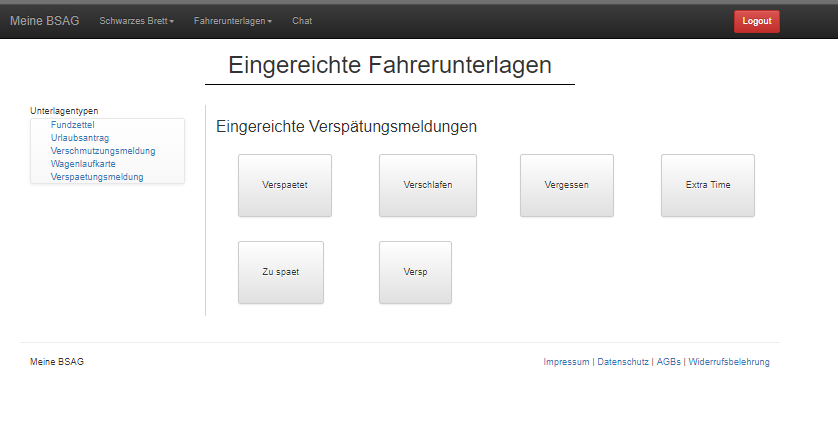 Meine BSAG Schwarzes Brett Fahrerunterlagen Chat Logout
Eingereichte Fahrerunterlagen
Unterlagentypen
Fundzettel
Urlaubsantrag
Verschmutzungsmeldung
Wagenlaufkarte
Verspaetungsmeldung
Eingereichte Verspätungsmeldungen
Verspaetet Verschlafen Vergessen Extra Time
Zu spaet Versp
Meine BSAG Impressum | Datenschutz | AGBs | Widerrufsbelehrung